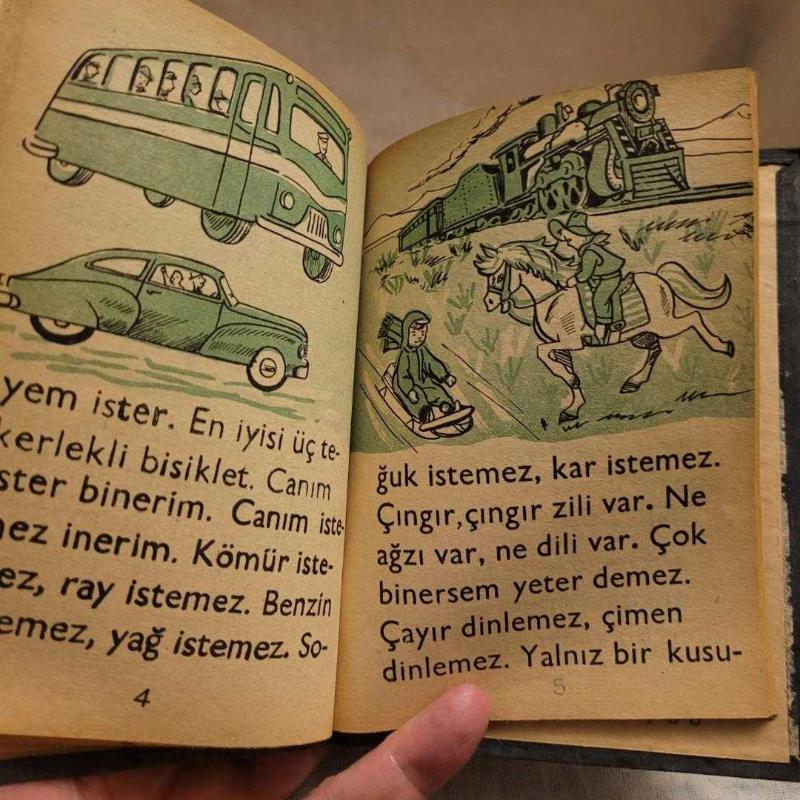 yem ister. En iyisi üç te-
kerlekli bisiklet. Canım
ster binerim. Canım iste-
ez inerim. Kömür iste-
ez, ray istemez. Benzin
emez, yağ istemez. So-
4
ğuk istemez, kar istemez.
Çıngır,çıngır zili var. Ne
ağzı var, ne dili var. Çok
binersem yeter demez.
Çayır dinlemez, çimen
dinlemez. Yalnız bir kusu-
5